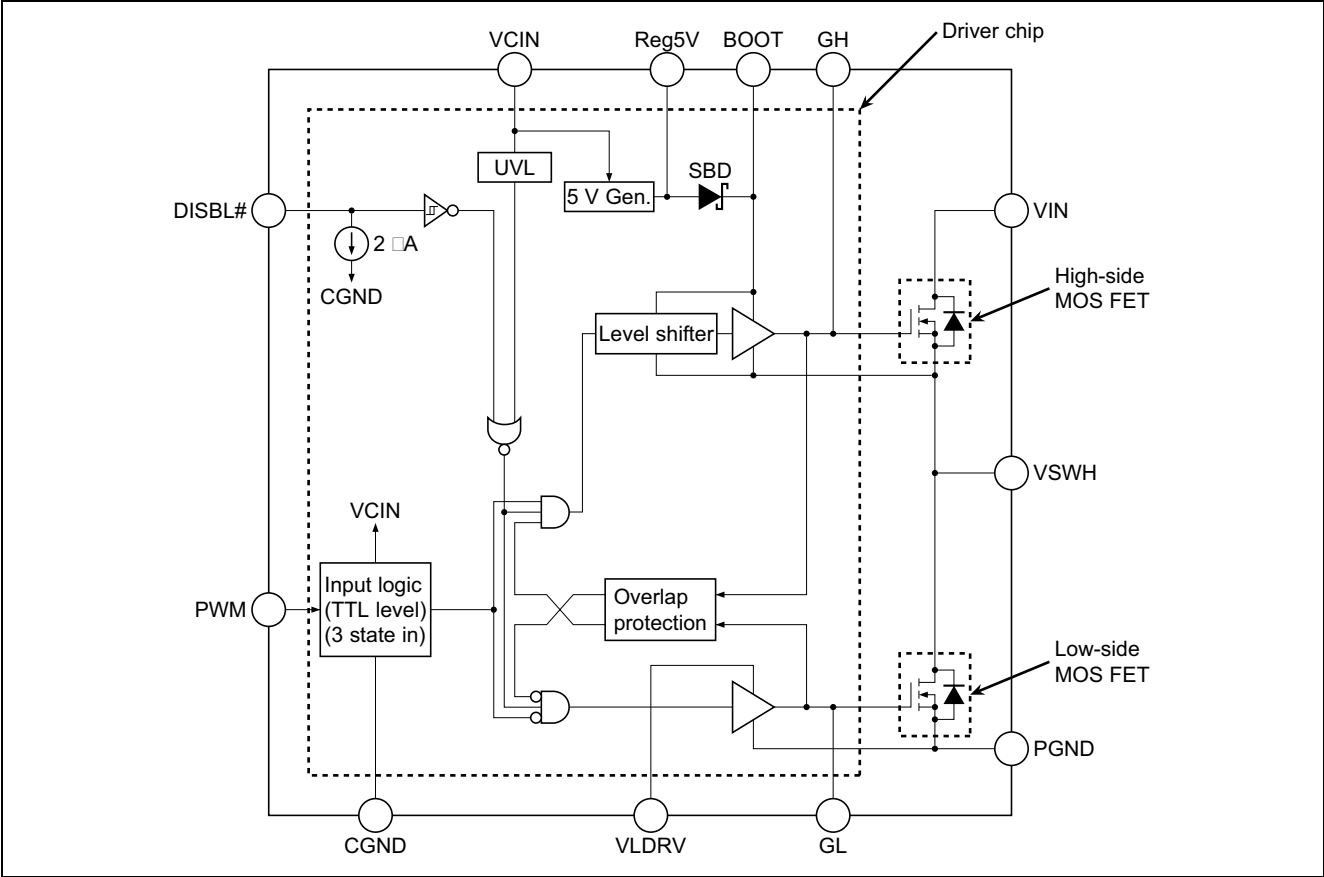 VCIN
Reg5V
BOOT
GH
Driver chip
UVL
SBD
5 V Gen.
DISBL#
2 □A
CGND
VIN
High-side
MOS FET
Level shifter
VSWH
VCIN
Input logic
(TTL level)
(3 state in)
PWM
Overlap
protection
Low-side
MOS FET
PGND
CGND
VLDRV
GL